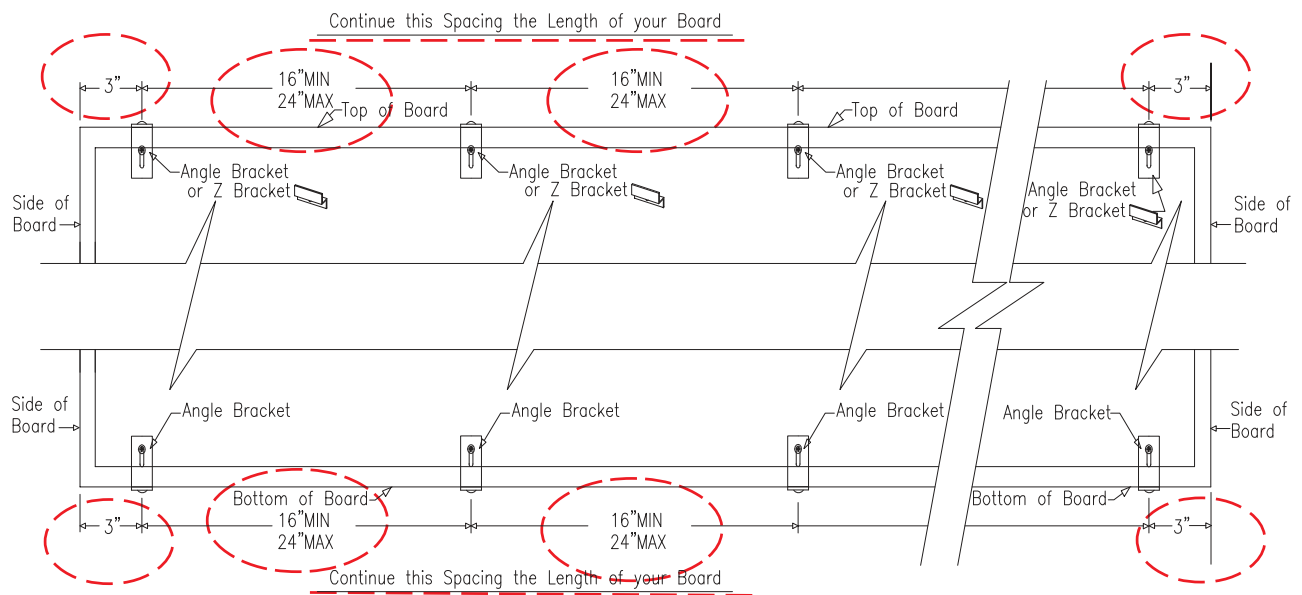 Continue this Spacing the Length of your Board
3"
16"MIN
24"MAX
16"MIN
24"MAX
3"
Top of Board
Top of Board
Angle Bracket
or Z Bracket
Angle Bracket
or Z Bracket
Angle Bracket
or Z Bracket
Angle Bracket
or Z Bracket
Side of
Board
Side of
Board
Side of
Board
Angle Bracket
Angle Bracket
Angle Bracket
Angle Bracket
Side of
Board
Bottom of Board
Bottom of Board
3"
16"MIN
24"MAX
16"MIN
24"MAX
3"
Continue this Spacing the Length of your Board